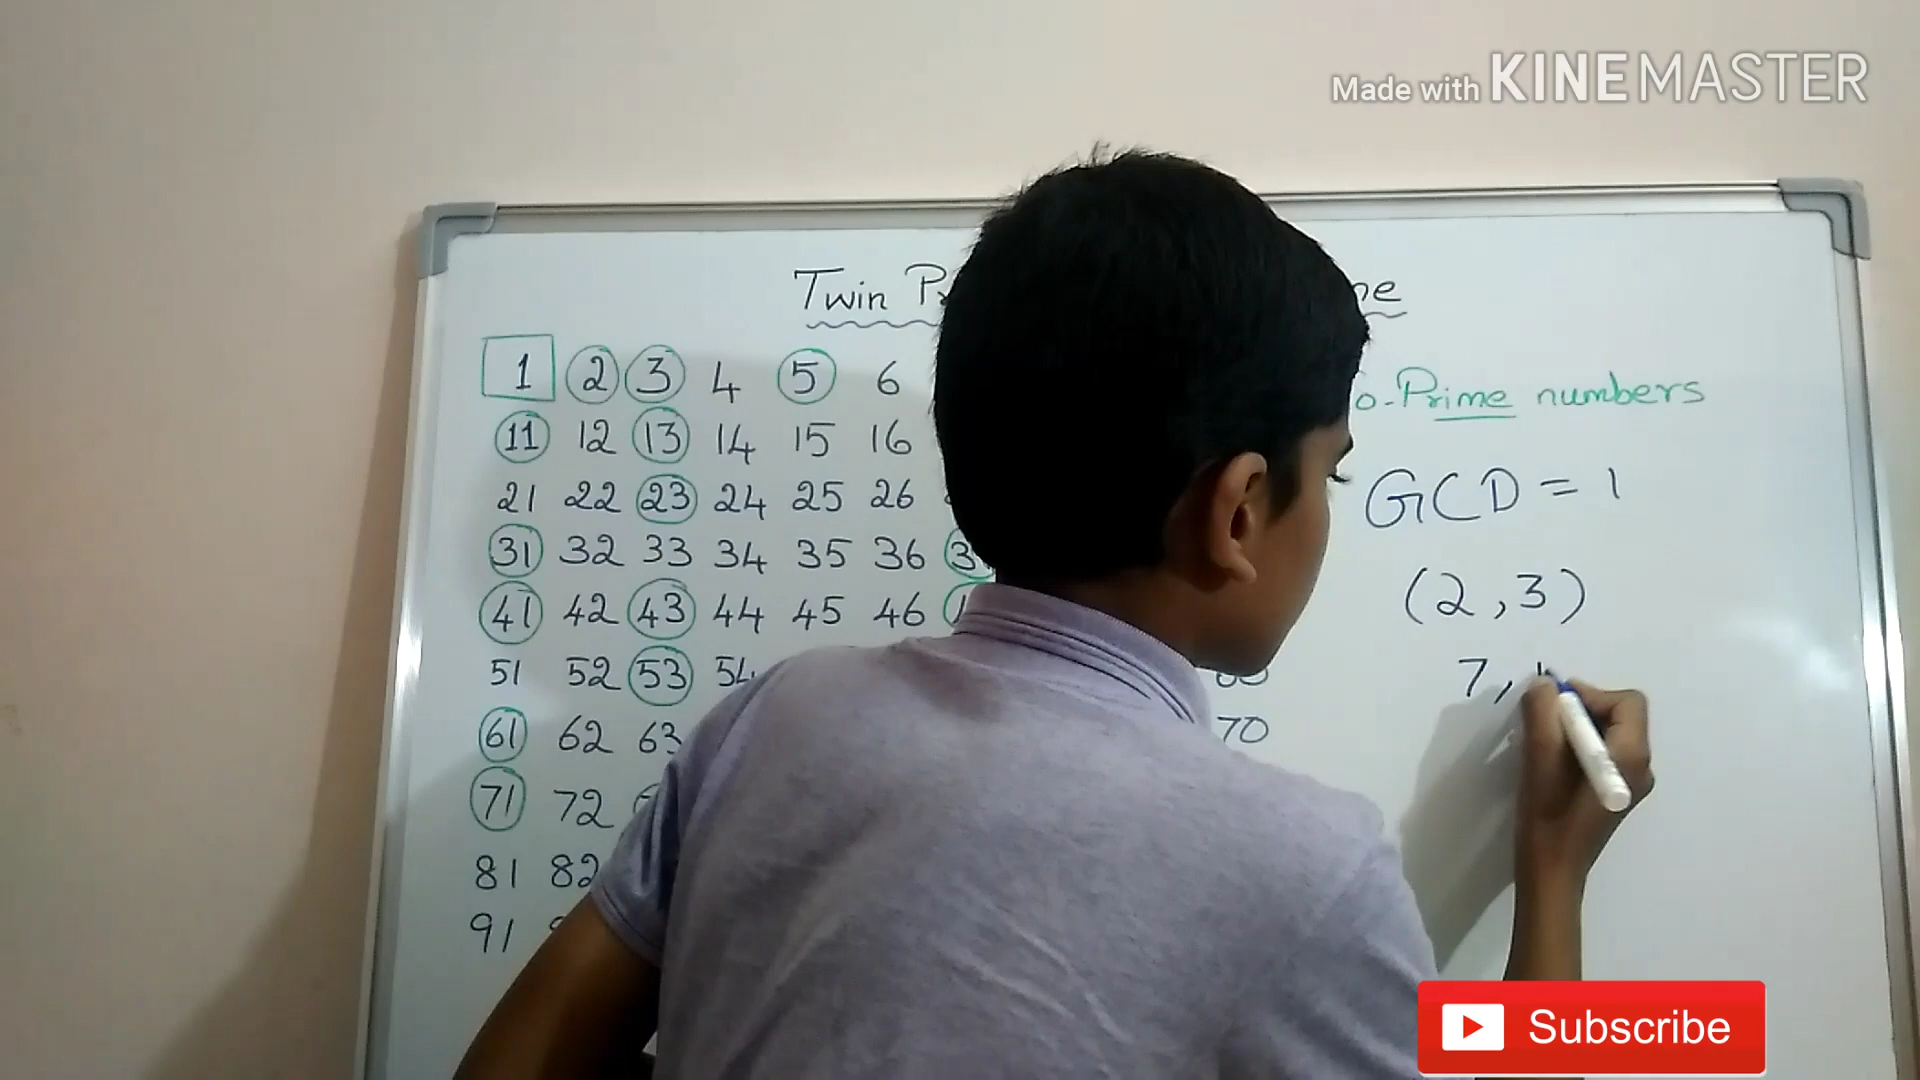 Made with KINEMASTER
Twin
1 2 3 4 5 6
Prime numbers
11 12 13 14 15 16
GCD = 1
21 22 23 24 25 26
31 32 33 34 35 36
(2,3)
41 42 43 44 45 46
51 52 53 54
7,
61 62 63 70
71 72
81 82
91
Subscribe